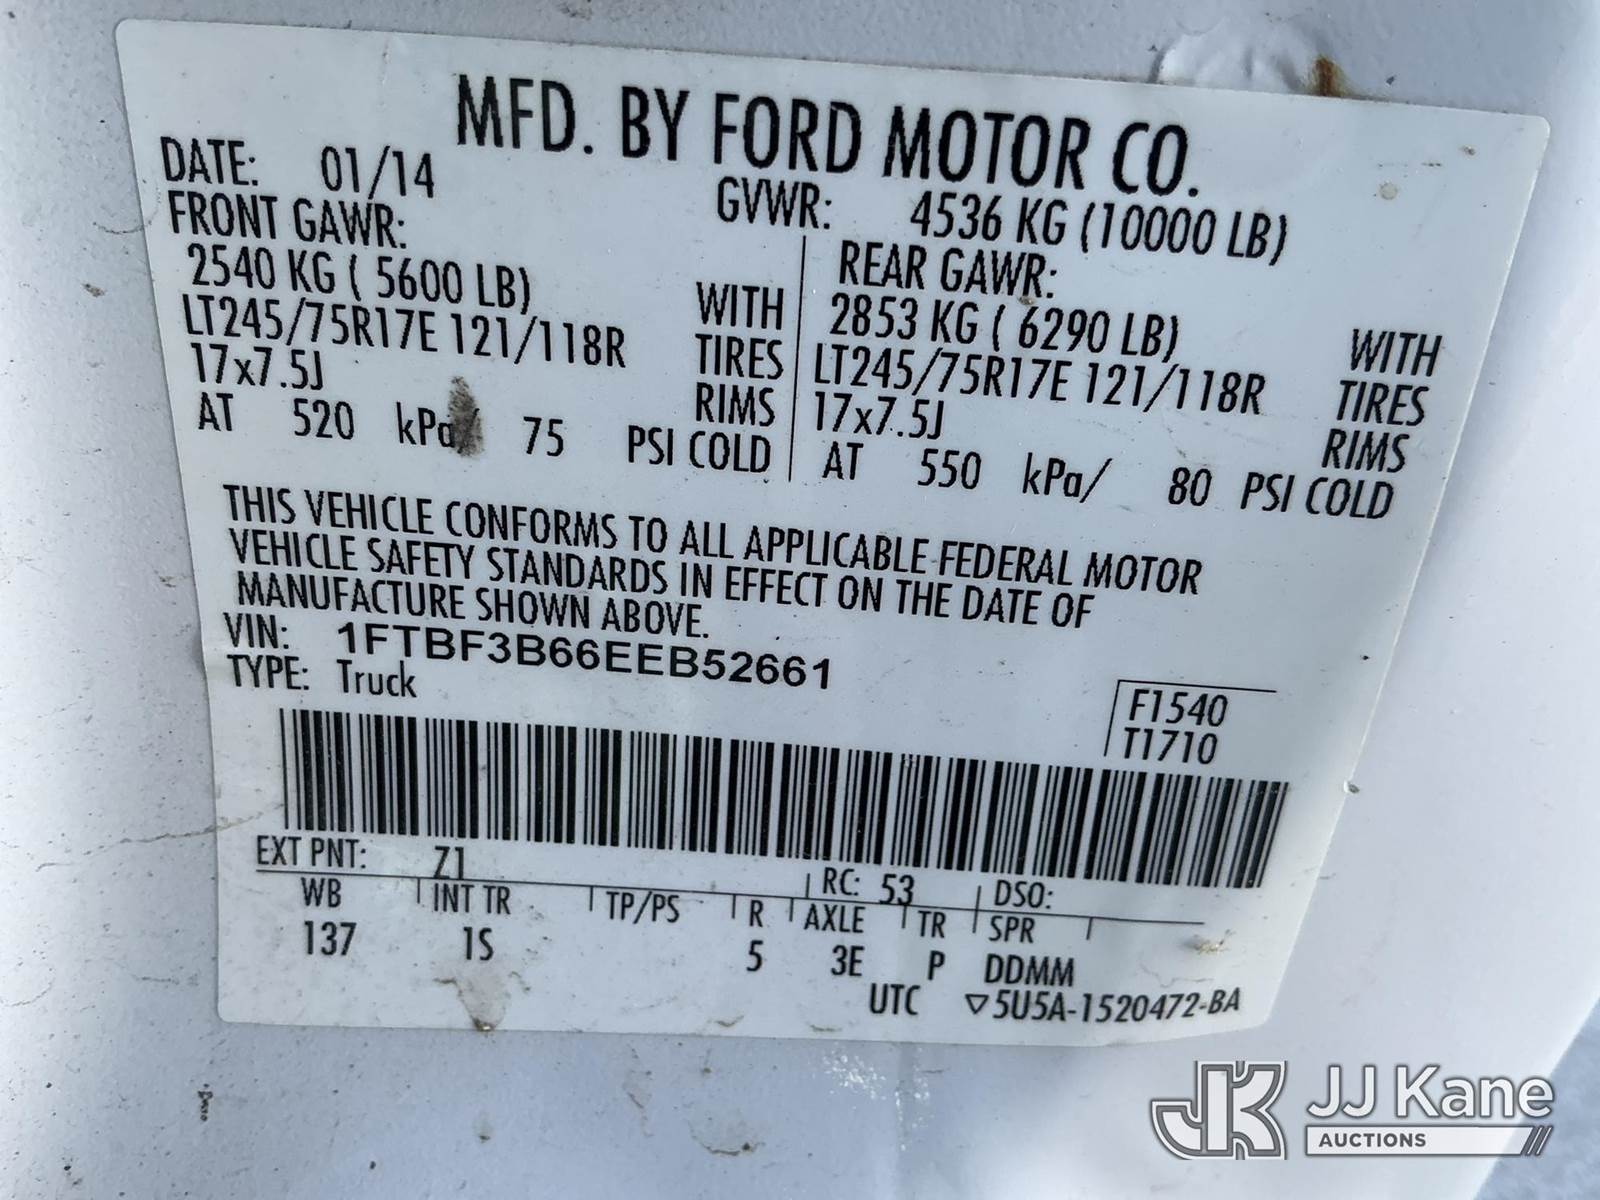 MFD. BY FORD MOTOR CO.
DATE: 01/14
GVWR: 4536 KG (10000 LB)
FRONT GAWR:
2540 KG ( 5600 LB)
WITH
LT245/75R17E 121/118R
TIRES
17x7.5J
RIMS
AT 520 kPa/ 75 PSI COLD
REAR GAWR:
2853 KG ( 6290 LB)
WITH
LT245/75R17E 121/118R
TIRES
17x7.5J
RIMS
AT 550 kPa/ 80 PSI COLD
THIS VEHICLE CONFORMS TO ALL APPLICABLE FEDERAL MOTOR
VEHICLE SAFETY STANDARDS IN EFFECT ON THE DATE OF
MANUFACTURE SHOWN ABOVE.
VIN: 1FTBF3B66EEB52661
TYPE: Truck
F1540
T1710
EXT PNT: Z1
RC: 53
DSO:
WB INT TR TP/PS R AXLE TR SPR
137 1S 5 3E P DDMM
UTC ▽5U5A-1520472-BA
JK JJ Kane
AUCTIONS